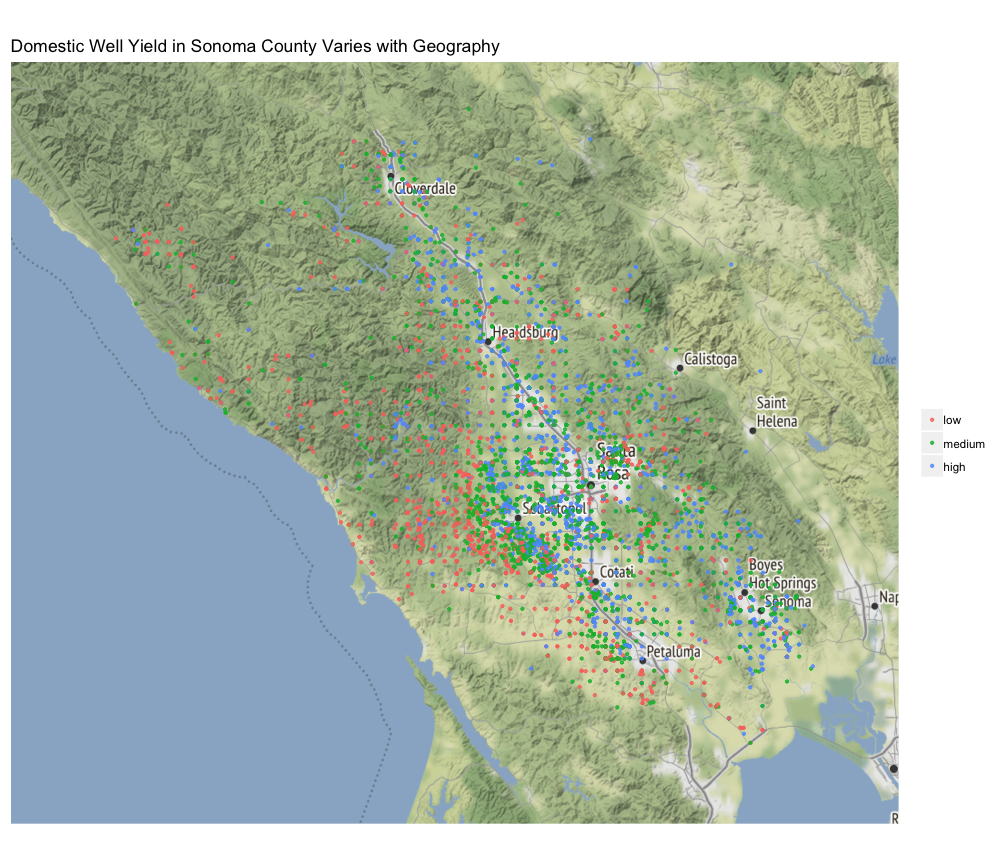 Domestic Well Yield in Sonoma County Varies with Geography
Cloverdale
Healdsburg
Calistoga
Lake
Saint
Helena
Santa
Rosa
Sebastopol
Cotati
Boyes
Hot Springs
Sonoma
Nap
Petaluma
R
low
medium
high